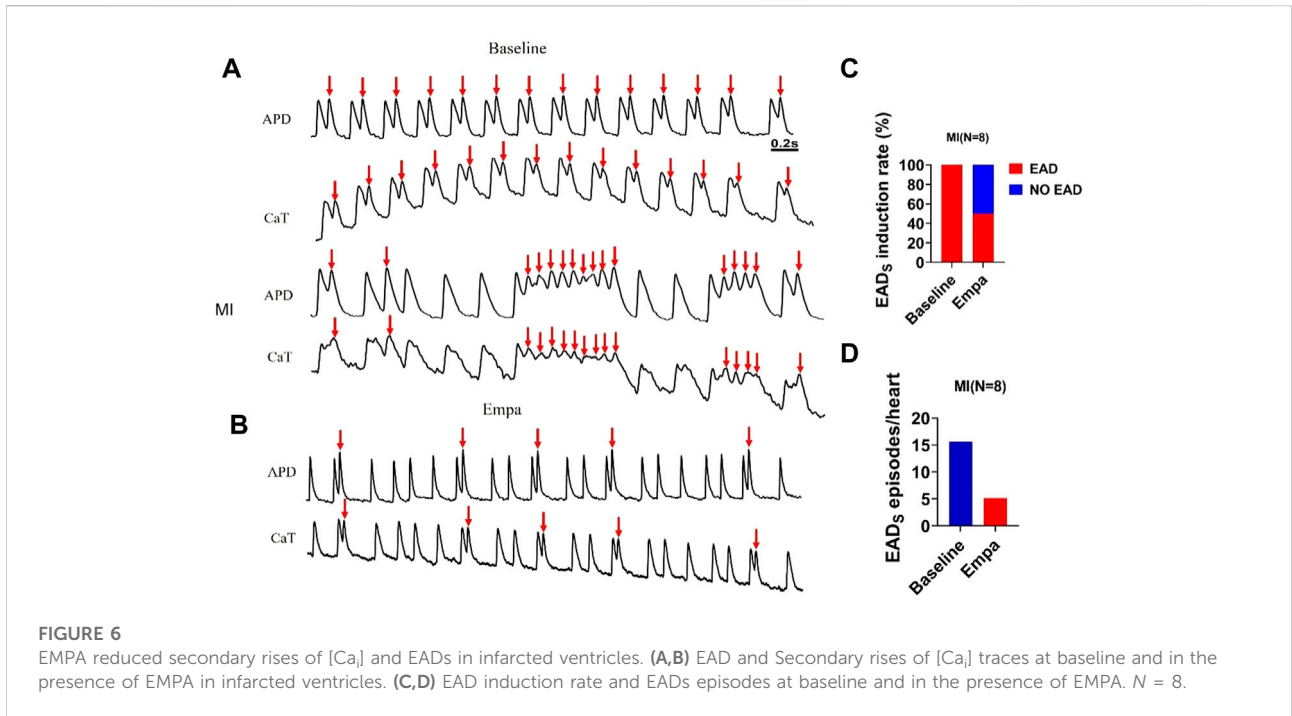 Baseline
A
APD
0.2s
CaT
MI
APD
CaT
Empa
B
APD
CaT
C
MI(N=8)
EADs induction rate (%)
100
80
60
40
20
0
Baseline
Empa
EAD
NO EAD
D
MI(N=8)
EADs episodes/heart
20
15
10
5
0
Baseline
Empa
FIGURE 6
EMPA reduced secondary rises of [Cai] and EADs in infarcted ventricles. (A,B) EAD and Secondary rises of [Cai] traces at baseline and in the
presence of EMPA in infarcted ventricles. (C,D) EAD induction rate and EADs episodes at baseline and in the presence of EMPA. N = 8.